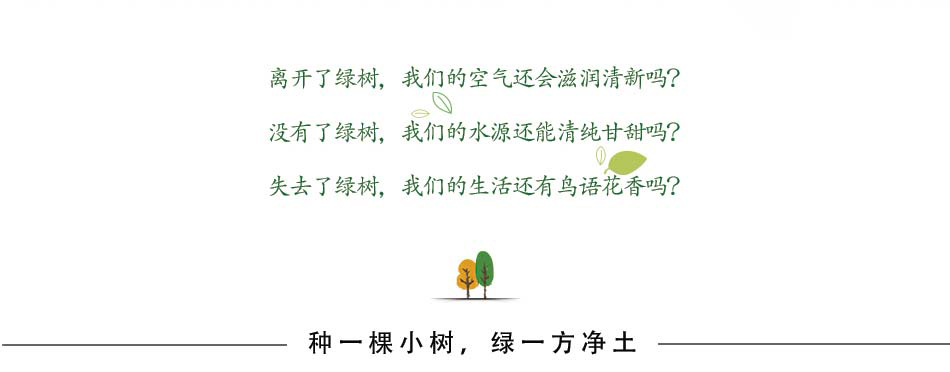 离开了绿树，我们的空气还会滋润清新吗？
没有了绿树，我们的水源还能清纯甘甜吗？
失去了绿树，我们的生活还有鸟语花香吗？
种一棵小树，绿一方净土